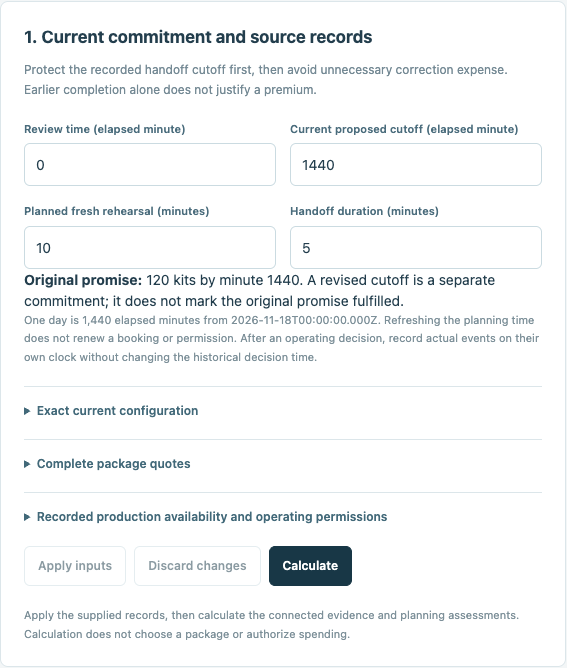 1. Current commitment and source records
Protect the recorded handoff cutoff first, then avoid unnecessary correction expense.
Earlier completion alone does not justify a premium.
Review time (elapsed minute)
Current proposed cutoff (elapsed minute)
0
1440
Planned fresh rehearsal (minutes)
Handoff duration (minutes)
10
5
Original promise: 120 kits by minute 1440. A revised cutoff is a separate
commitment; it does not mark the original promise fulfilled.
One day is 1,440 elapsed minutes from 2026-11-18T00:00:00.000Z. Refreshing the planning time
does not renew a booking or permission. After an operating decision, record actual events on their
own clock without changing the historical decision time.
Exact current configuration
Complete package quotes
Recorded production availability and operating permissions
Apply inputs
Discard changes
Calculate
Apply the supplied records, then calculate the connected evidence and planning assessments.
Calculation does not choose a package or authorize spending.